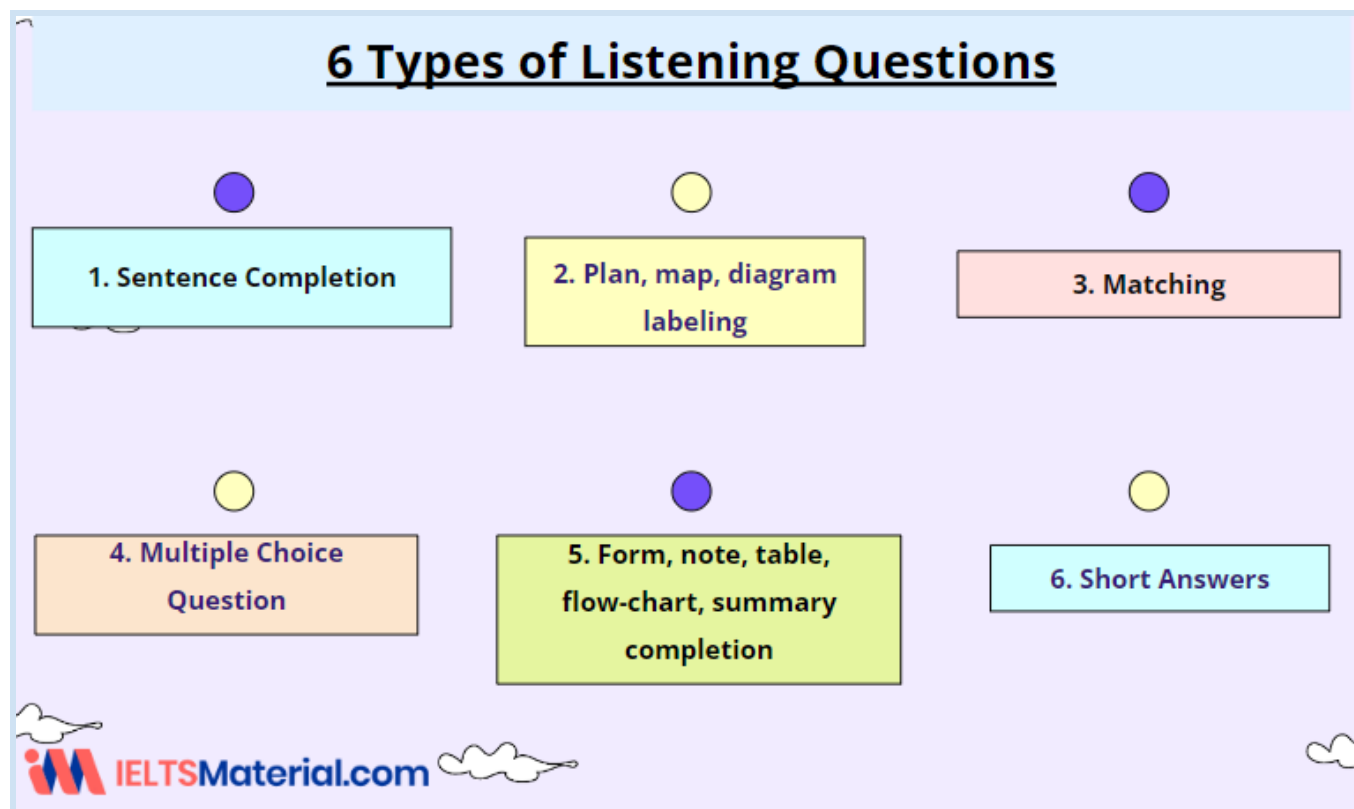 6 Types of Listening Questions
1. Sentence Completion
2. Plan, map, diagram
labeling
3. Matching
4. Multiple Choice
Question
5. Form, note, table,
flow-chart, summary
completion
6. Short Answers
iM IELTSMaterial.com